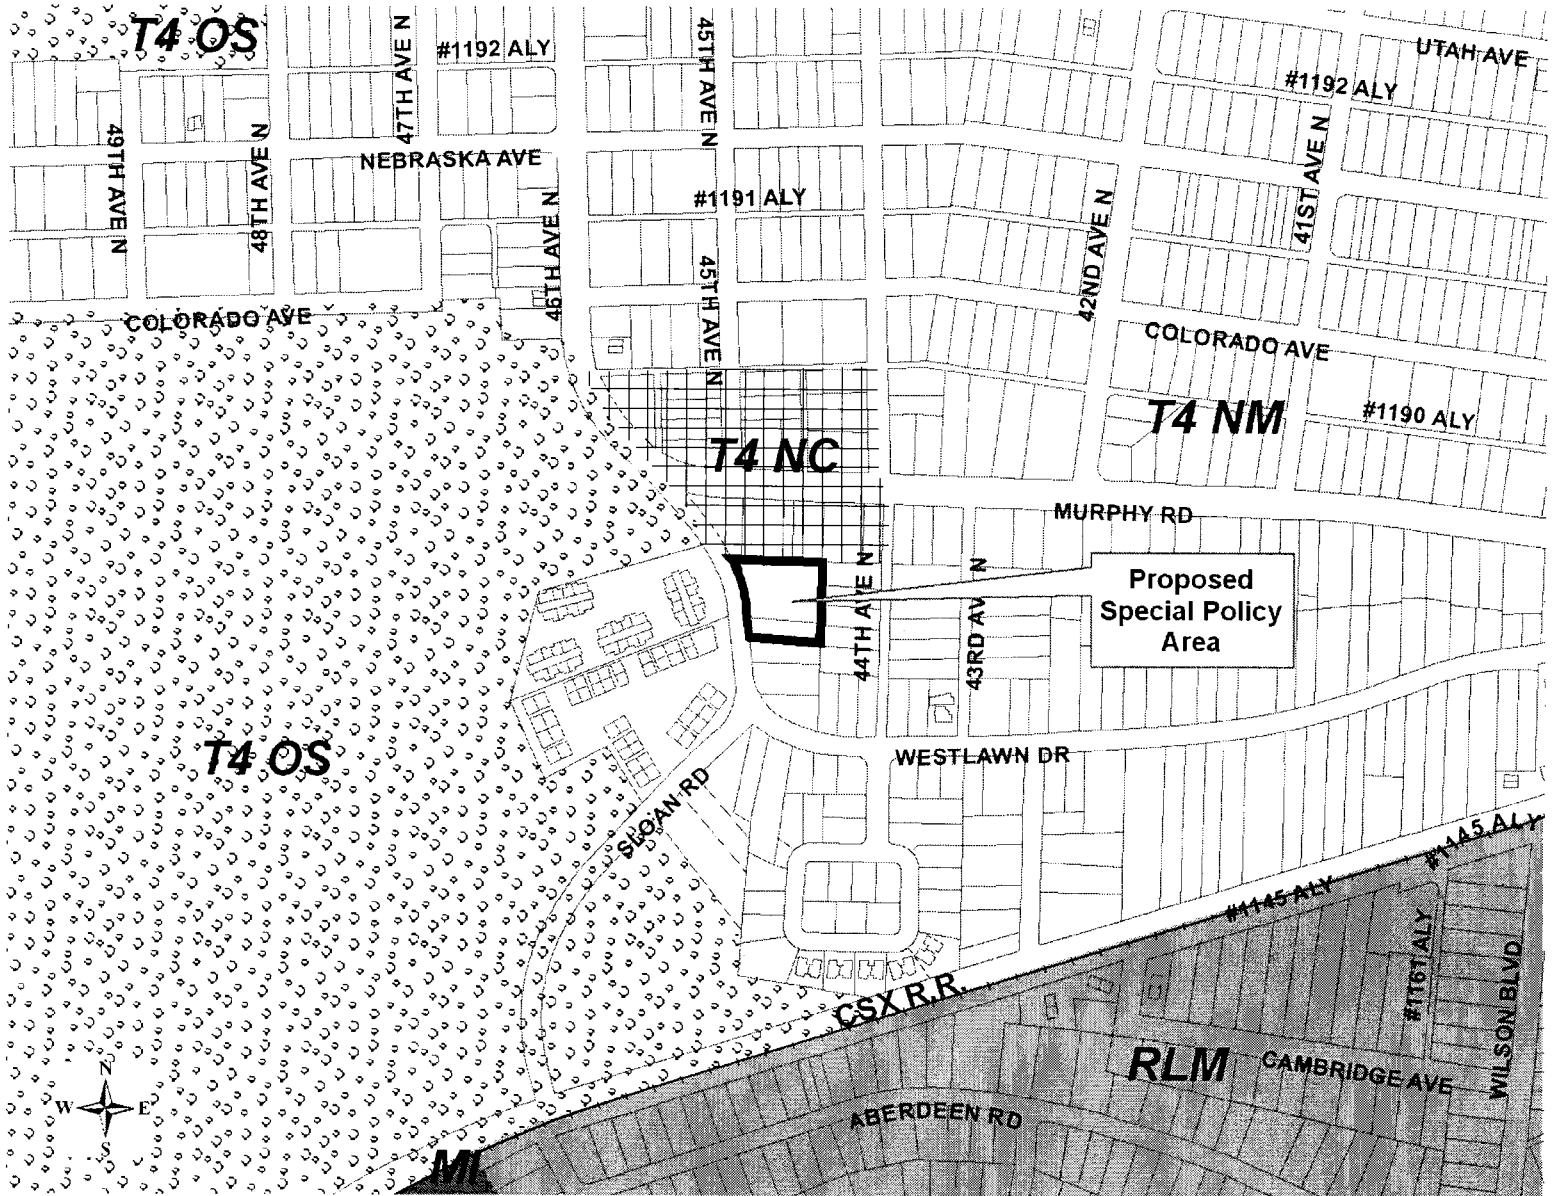 T4 OS
47TH AVE N
#1192 ALY
45TH AVE N
UTAH AVE
#1192 ALY
49TH AVE N
48TH AVE N
NEBRASKA AVE
#1191 ALY
41ST AVE N
46TH AVE N
42ND AVE N
45TH AVE N
COLORADO AVE
COLORADO AVE
T4 NC
T4 NM
#1190 ALY
MURPHY RD
44TH AVE N
43RD AV N
Proposed
Special Policy
Area
T4 OS
WESTLAWN DR
SLOAN RD
#1145 ALY
#1145 ALY
#1161 ALY
WILSON BLVD
CSX R.R.
RLM
CAMBRIDGE AVE
ABERDEEN RD
N
W
E
S
MI